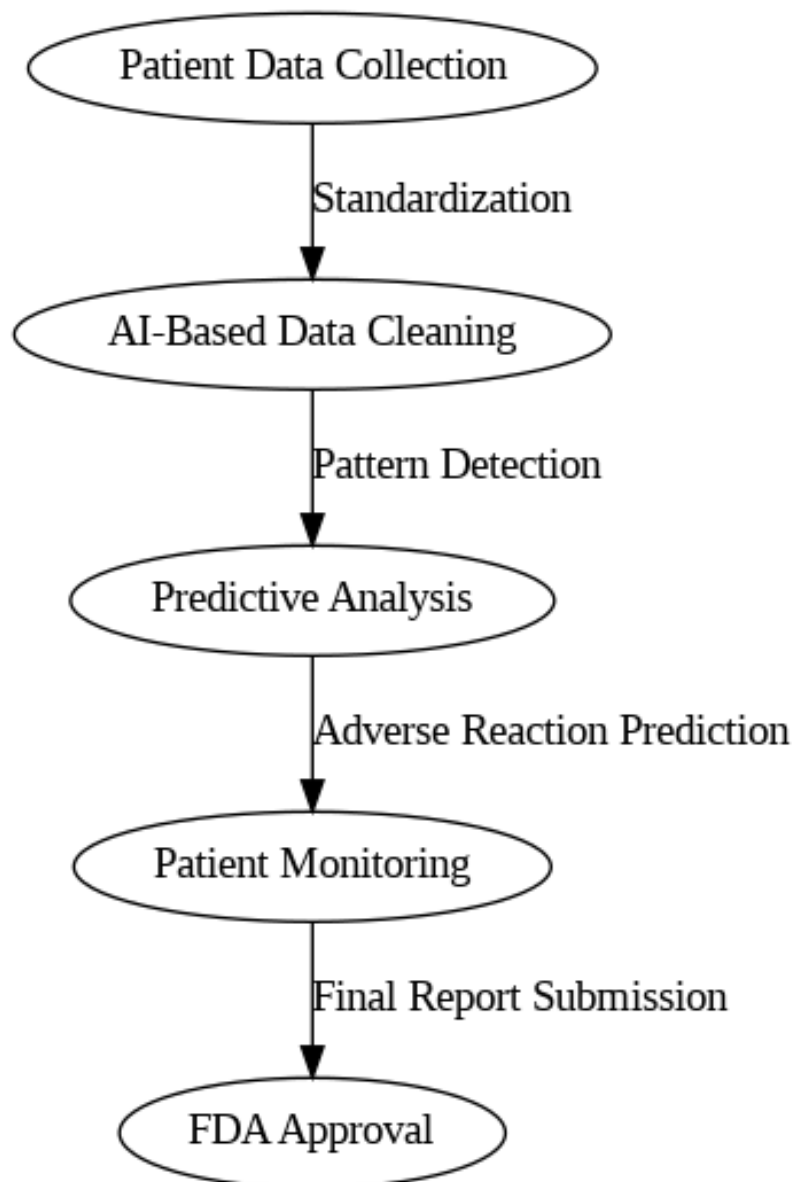 Patient Data Collection
Standardization
AI-Based Data Cleaning
Pattern Detection
Predictive Analysis
Adverse Reaction Prediction
Patient Monitoring
Final Report Submission
FDA Approval